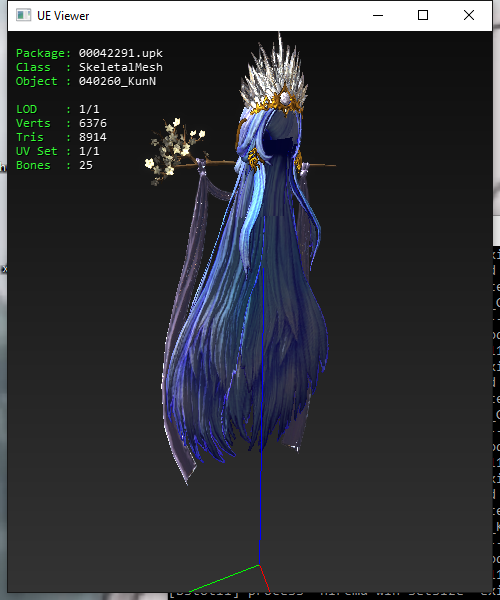 UE Viewer
Package: 00042291.upk
Class  : SkeletalMesh
Object : 040260_KunN
LOD    : 1/1
Verts  : 6376
Tris   : 8914
UV Set : 1/1
Bones  : 25